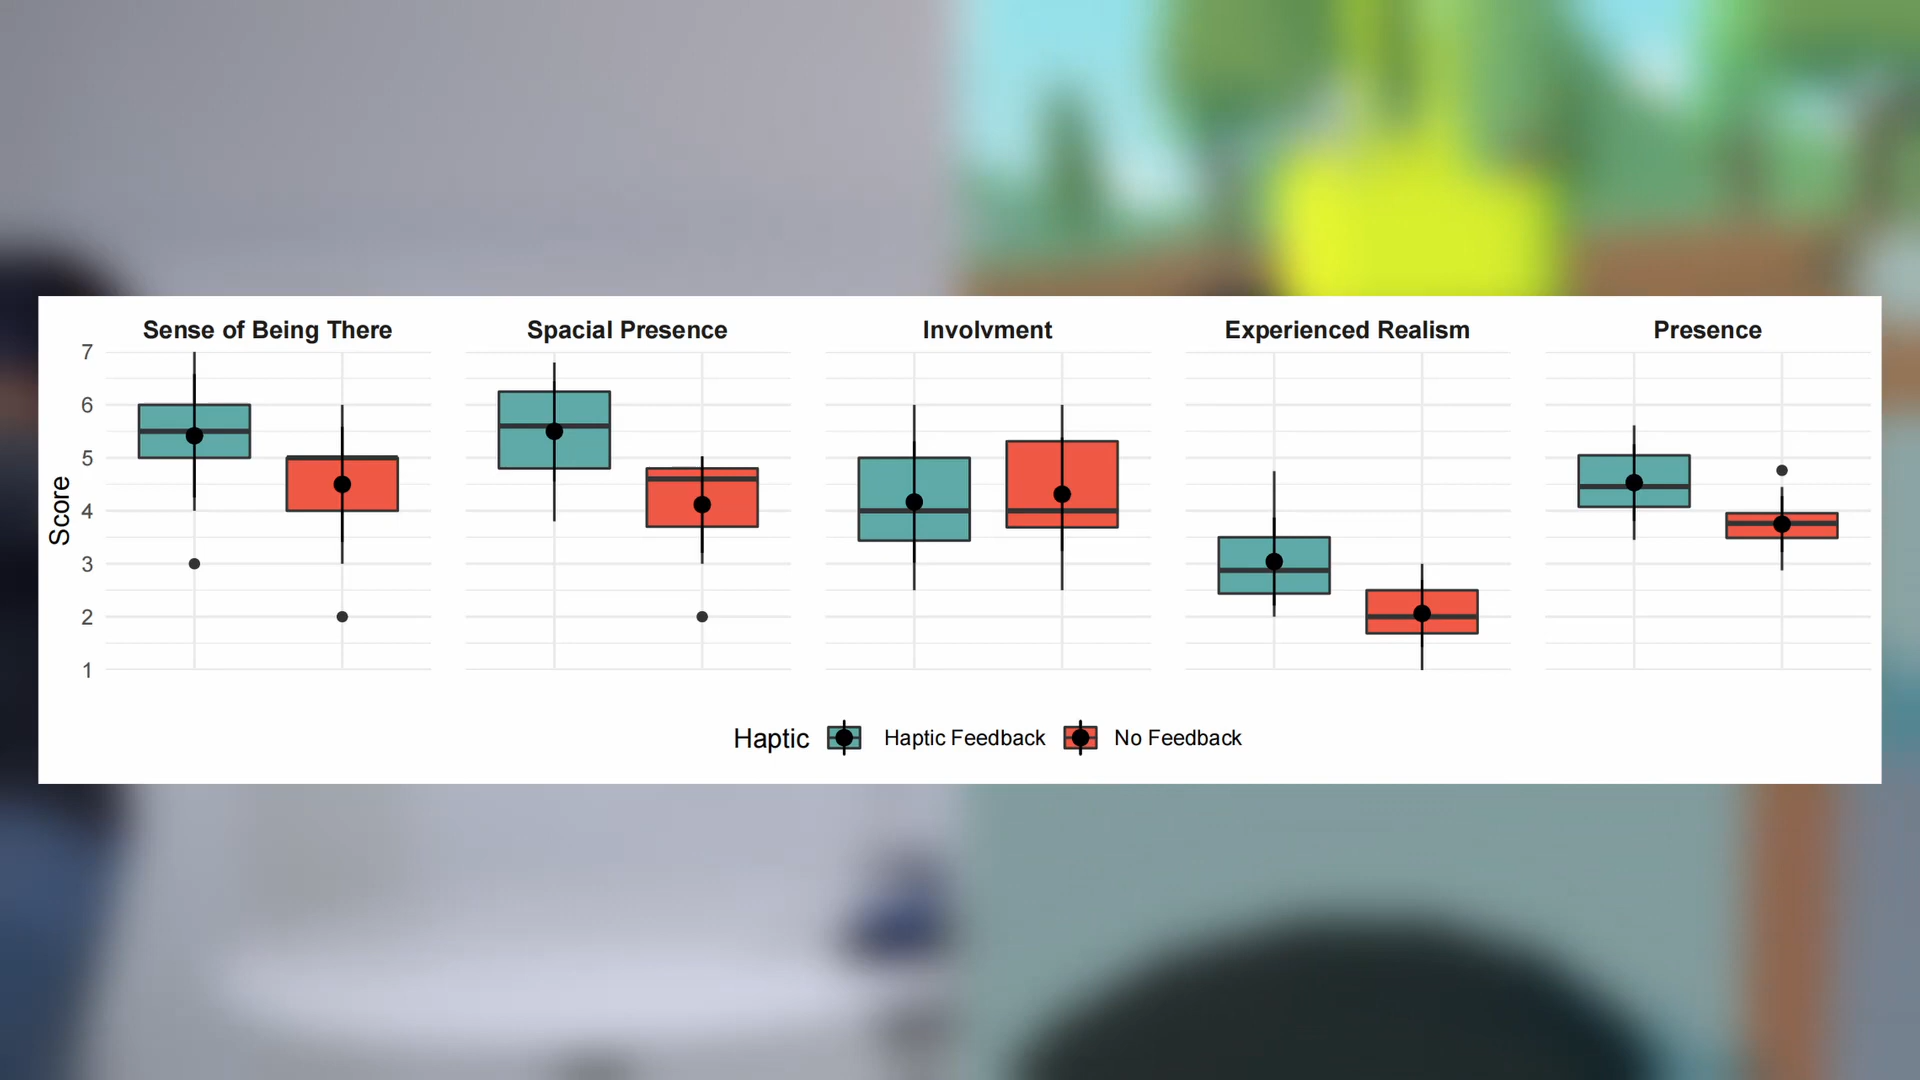 Sense of Being There Spacial Presence Involvment Experienced Realism Presence
7
6
5
4
3
2
1
Score
Haptic Haptic Feedback No Feedback